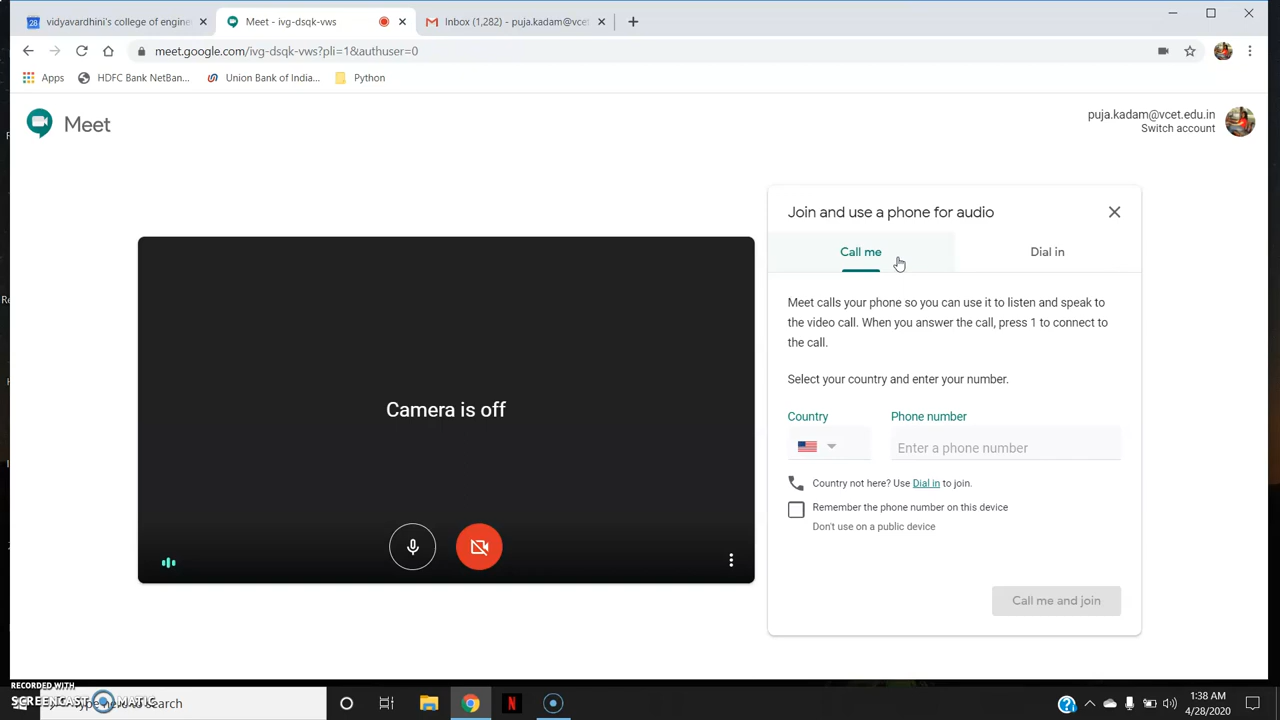 28 vidyavardhini's college of engine
Meet - ivg-dsqk-vws
Inbox (1,282) - puja.kadam@vcet
meet.google.com/ivg-dsqk-vws?pli=1&authuser=0
Apps
HDFC Bank NetBan...
Union Bank of India...
Python
Meet
puja.kadam@vcet.edu.in
Switch account
Join and use a phone for audio
Call me
Dial in
Meet calls your phone so you can use it to listen and speak to
the video call. When you answer the call, press 1 to connect to
the call.
Select your country and enter your number.
Country
Phone number
Enter a phone number
Country not here? Use Dial in to join.
Remember the phone number on this device
Don't use on a public device
Call me and join
Camera is off
RECORDED WITH
SCREENCAST MATIC
search
1:38 AM
4/28/2020